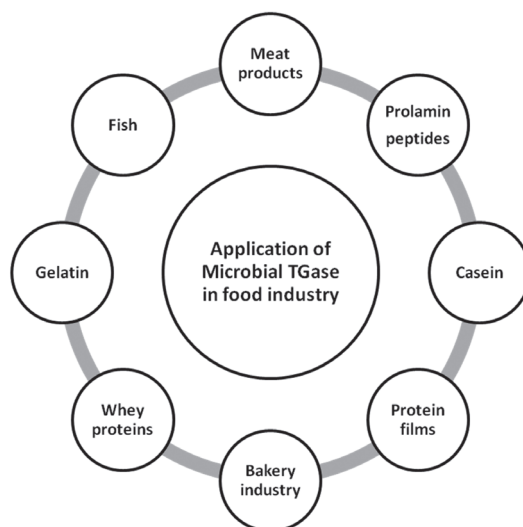 Meat
products
Prolamin
peptides
Casein
Protein
films
Bakery
industry
Whey
proteins
Gelatin
Fish
Application of
Microbial TGase
in food industry